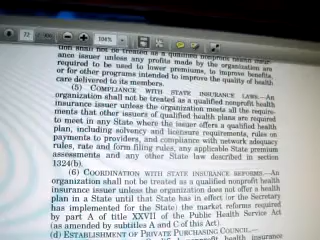 72
104%
tion shall not be treated as a qualified nonprofit health insur-
ance issuer unless any profits made by the organization are
required to be used to lower premiums, to improve benefits,
or for other programs intended to improve the quality of health
care delivered to its members.
(5) COMPLIANCE WITH STATE INSURANCE LAWS.—An
organization shall not be treated as a qualified nonprofit health
insurance issuer unless the organization meets all the require-
ments that other issuers of qualified health plans are required
to meet in any State where the issuer offers a qualified health
plan, including solvency and licensure requirements, rules on
payments to providers, and compliance with network adequacy
rules, rate and form filing rules, any applicable State premium
assessments and any other State law described in section
1324(b).
(6) COORDINATION WITH STATE INSURANCE REFORMS.—An
organization shall not be treated as a qualified nonprofit health
insurance issuer unless the organization does not offer a health
plan in a State until that State has in effect (or the Secretary
has implemented for the State) the market reforms required
by part A of title XXVII of the Public Health Service Act
(as amended by subtitles A and C of this Act).
(d) ESTABLISHMENT OF PRIVATE PURCHASING COUNCIL.—
nonprofit health insurance